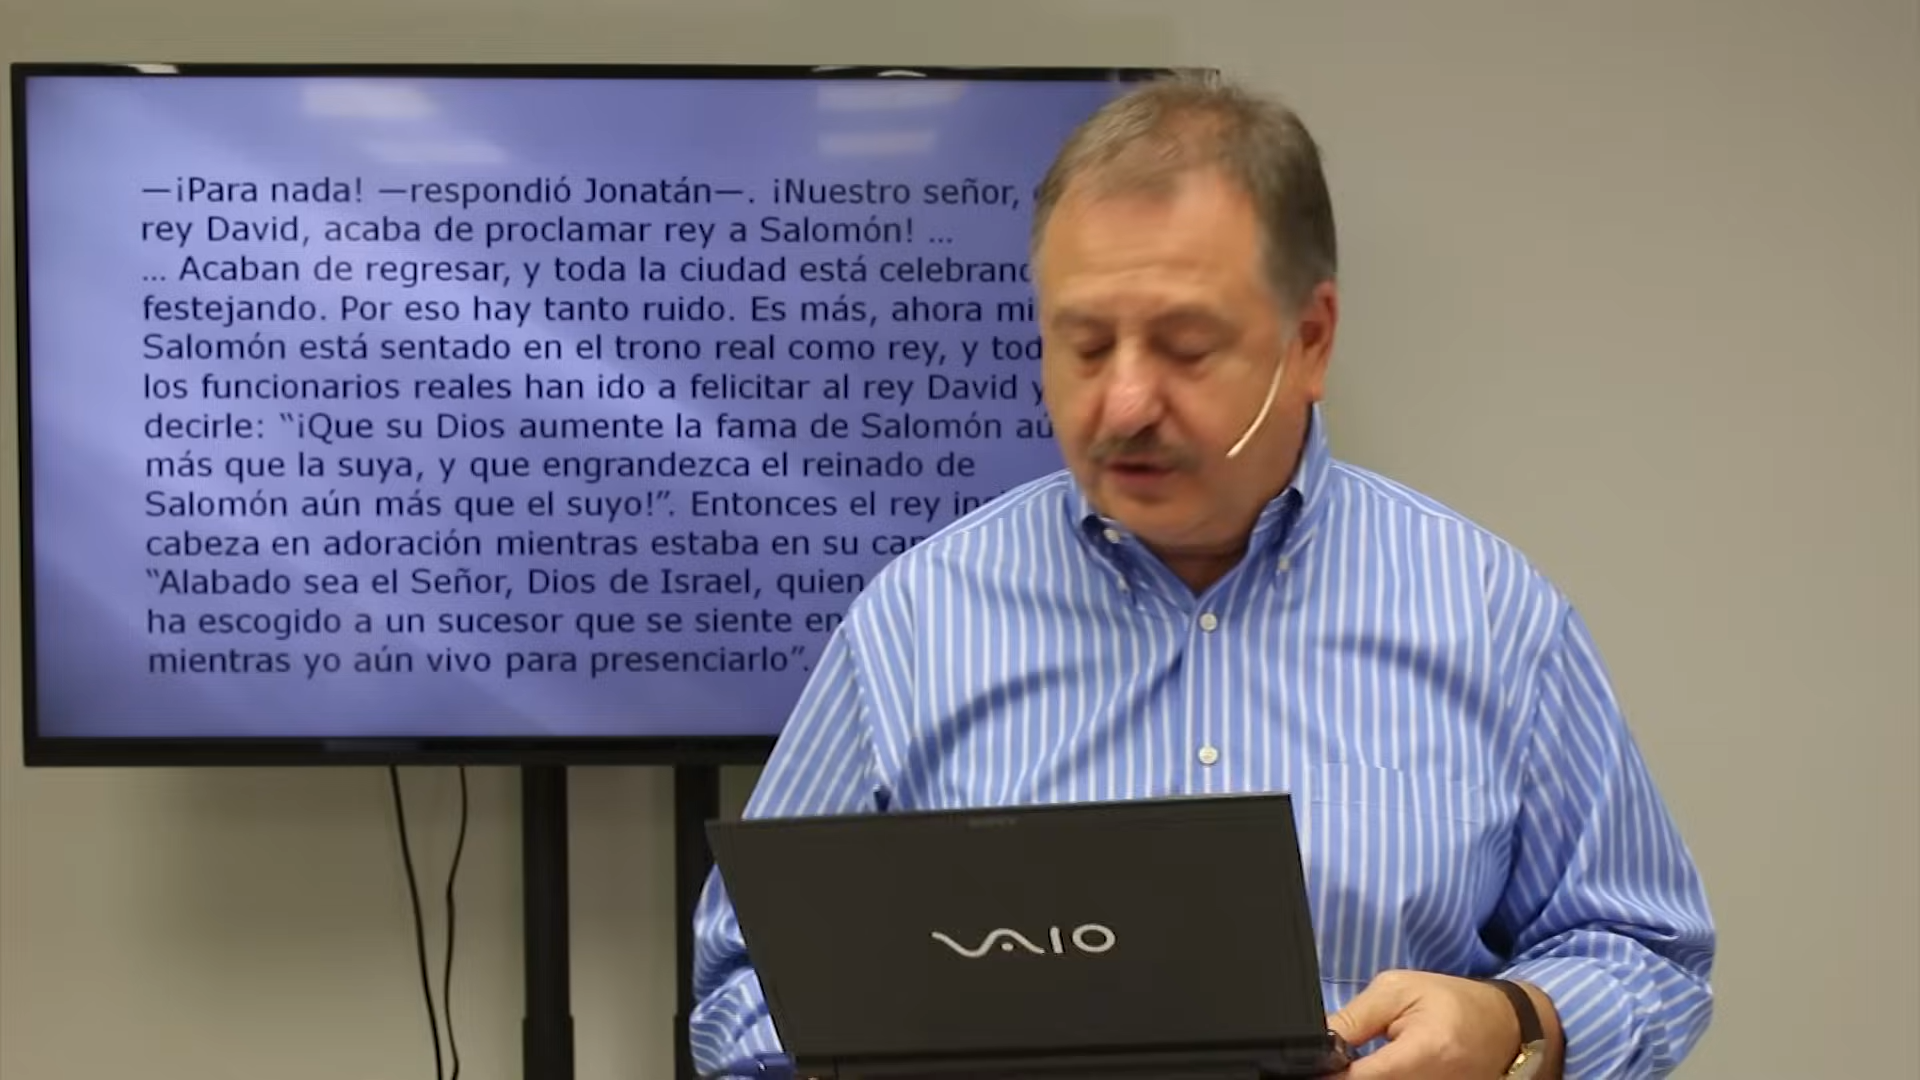 —¡Para nada! —respondió Jonatán—. ¡Nuestro señor,
rey David, acaba de proclamar rey a Salomón! ...
... Acaban de regresar, y toda la ciudad está
festejando. Por eso hay tanto ruido. Es más, ahora mi
Salomón está sentado en el trono real como rey, y
los funcionarios reales han ido a felicitar al rey David y
decirle: “¡Que su Dios aumente la fama de Salomón
más que la suya, y que engrandezca el reinado de
Salomón aún más que el suyo!”. Entonces el rey
cabeza en adoración mientras estaba en su
“Alabado sea el Señor, Dios de Israel, quien
ha escogido a un sucesor que se siente en
mientras yo aún vivo para presenciarlo”.
VAIO